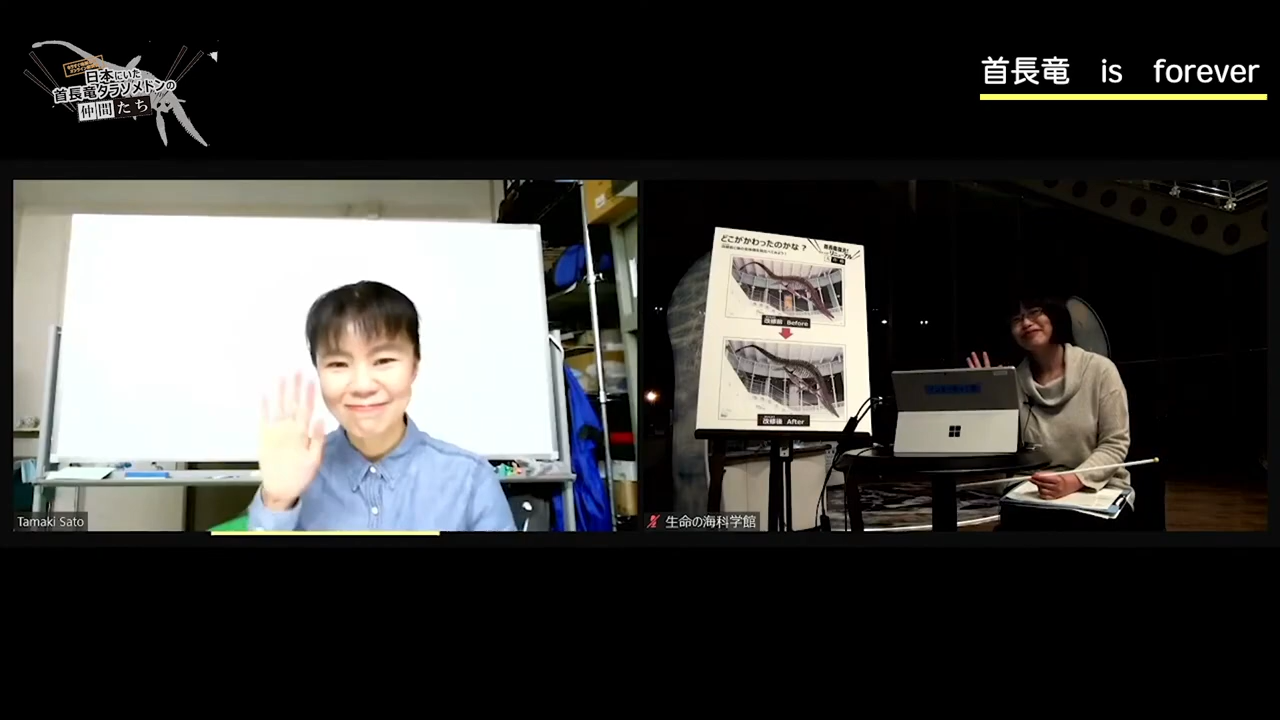 日本にいた
首長竜タラソメドンの
仲間たち
首長竜 is forever
どこがかわったのかな?
改修前 Before
改修後 After
Tamaki Sato
生命の海科学館